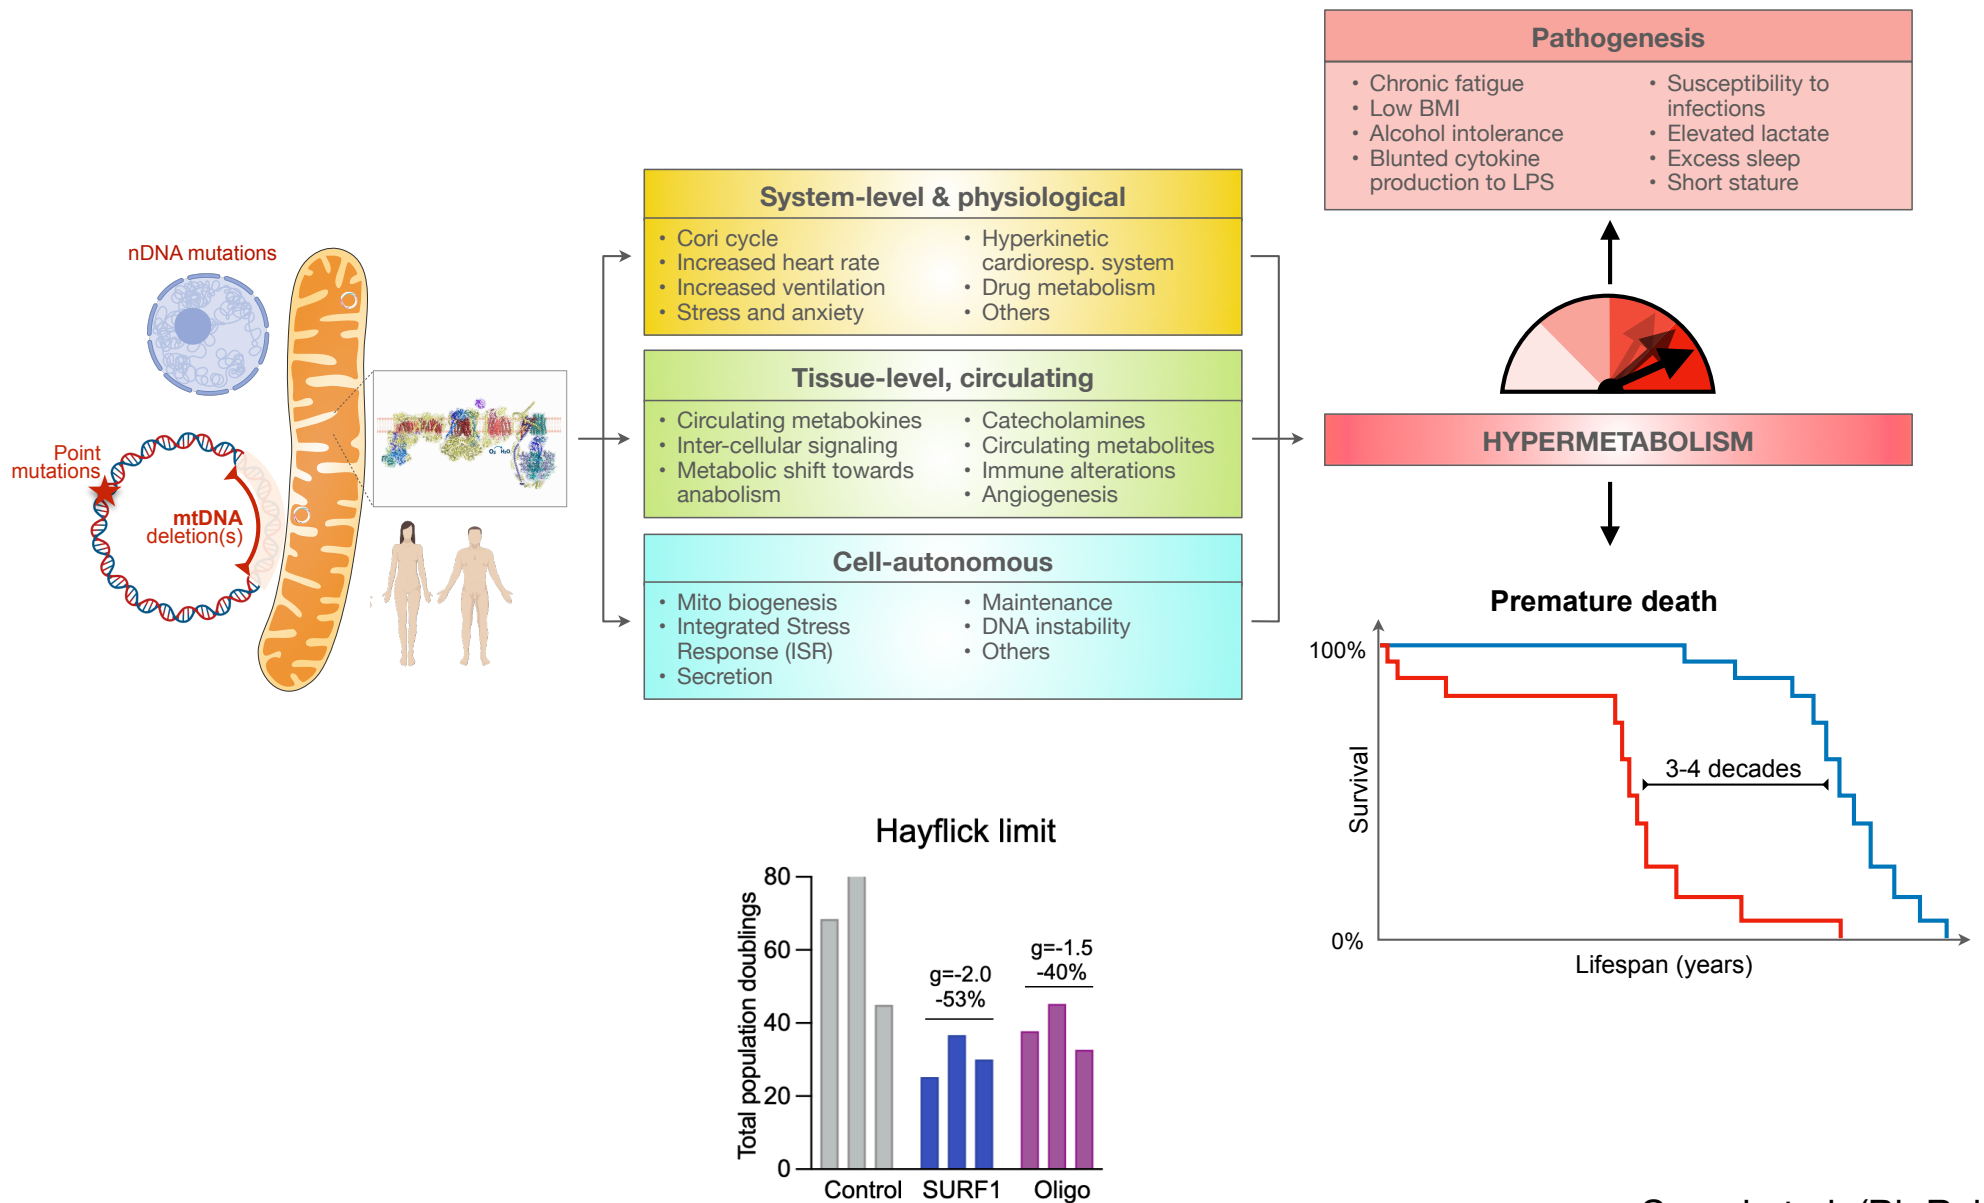 nDNA mutations
Point
mutations
mtDNA
deletion(s)
O₂ H₂O
System-level & physiological
• Cori cycle
• Increased heart rate
• Increased ventilation
• Stress and anxiety
• Hyperkinetic
cardioresp. system
• Drug metabolism
• Others
Tissue-level, circulating
• Circulating metabokines
• Inter-cellular signaling
• Metabolic shift towards
anabolism
• Catecholamines
• Circulating metabolites
• Immune alterations
• Angiogenesis
Cell-autonomous
• Mito biogenesis
• Integrated Stress
Response (ISR)
• Secretion
• Maintenance
• DNA instability
• Others
Pathogenesis
• Chronic fatigue
• Low BMI
• Alcohol intolerance
• Blunted cytokine
production to LPS
• Susceptibility to
infections
• Elevated lactate
• Excess sleep
• Short stature
HYPERMETABOLISM
Premature death
100%
0%
Survival
3-4 decades
Lifespan (years)
Hayflick limit
Total population doublings
80
60
40
20
0
g=-2.0
-53%
g=-1.5
-40%
Control
SURF1
Oligo